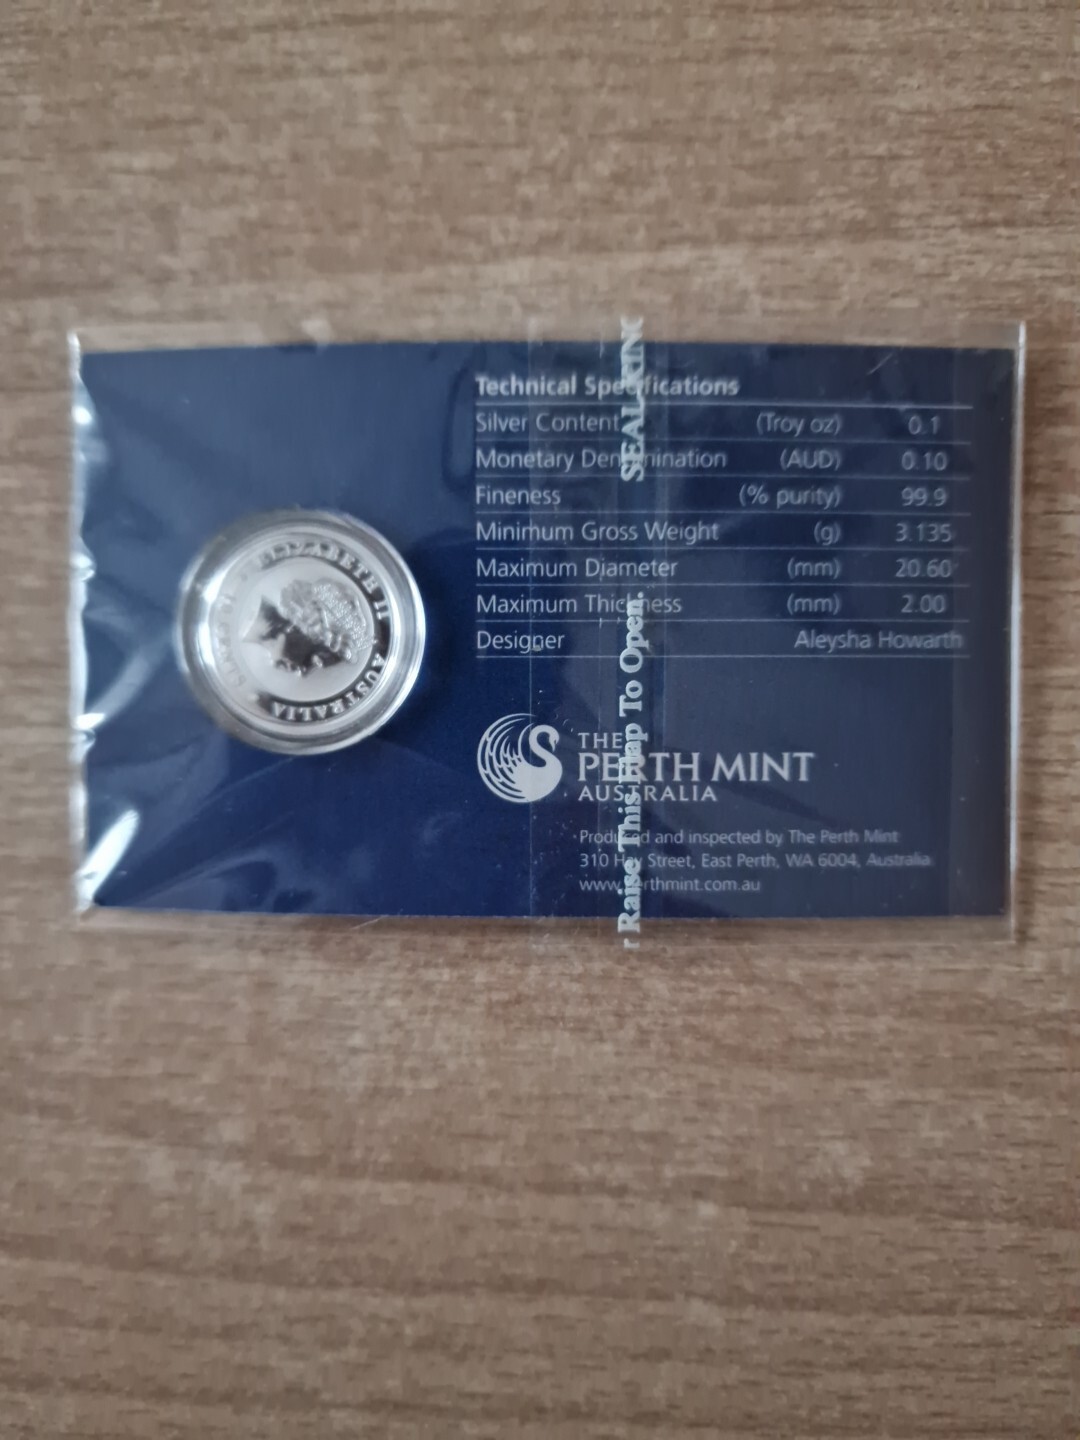 Technical Specifications
Silver Content (Troy oz) 0.1
Monetary Denomination (AUD) 0.10
Fineness (% purity) 99.9
Minimum Gross Weight (g) 3.135
Maximum Diameter (mm) 20.60
Maximum Thickness (mm) 2.00
Designer Aleysha Howarth
THE
PERTH MINT
AUSTRALIA
Produced and inspected by The Perth Mint
310 Hay Street, East Perth, WA 6004, Australia
www.perthmint.com.au
r Raise This Flap To Open.
SEAL KING
ELIZABETH II AUSTRALIA